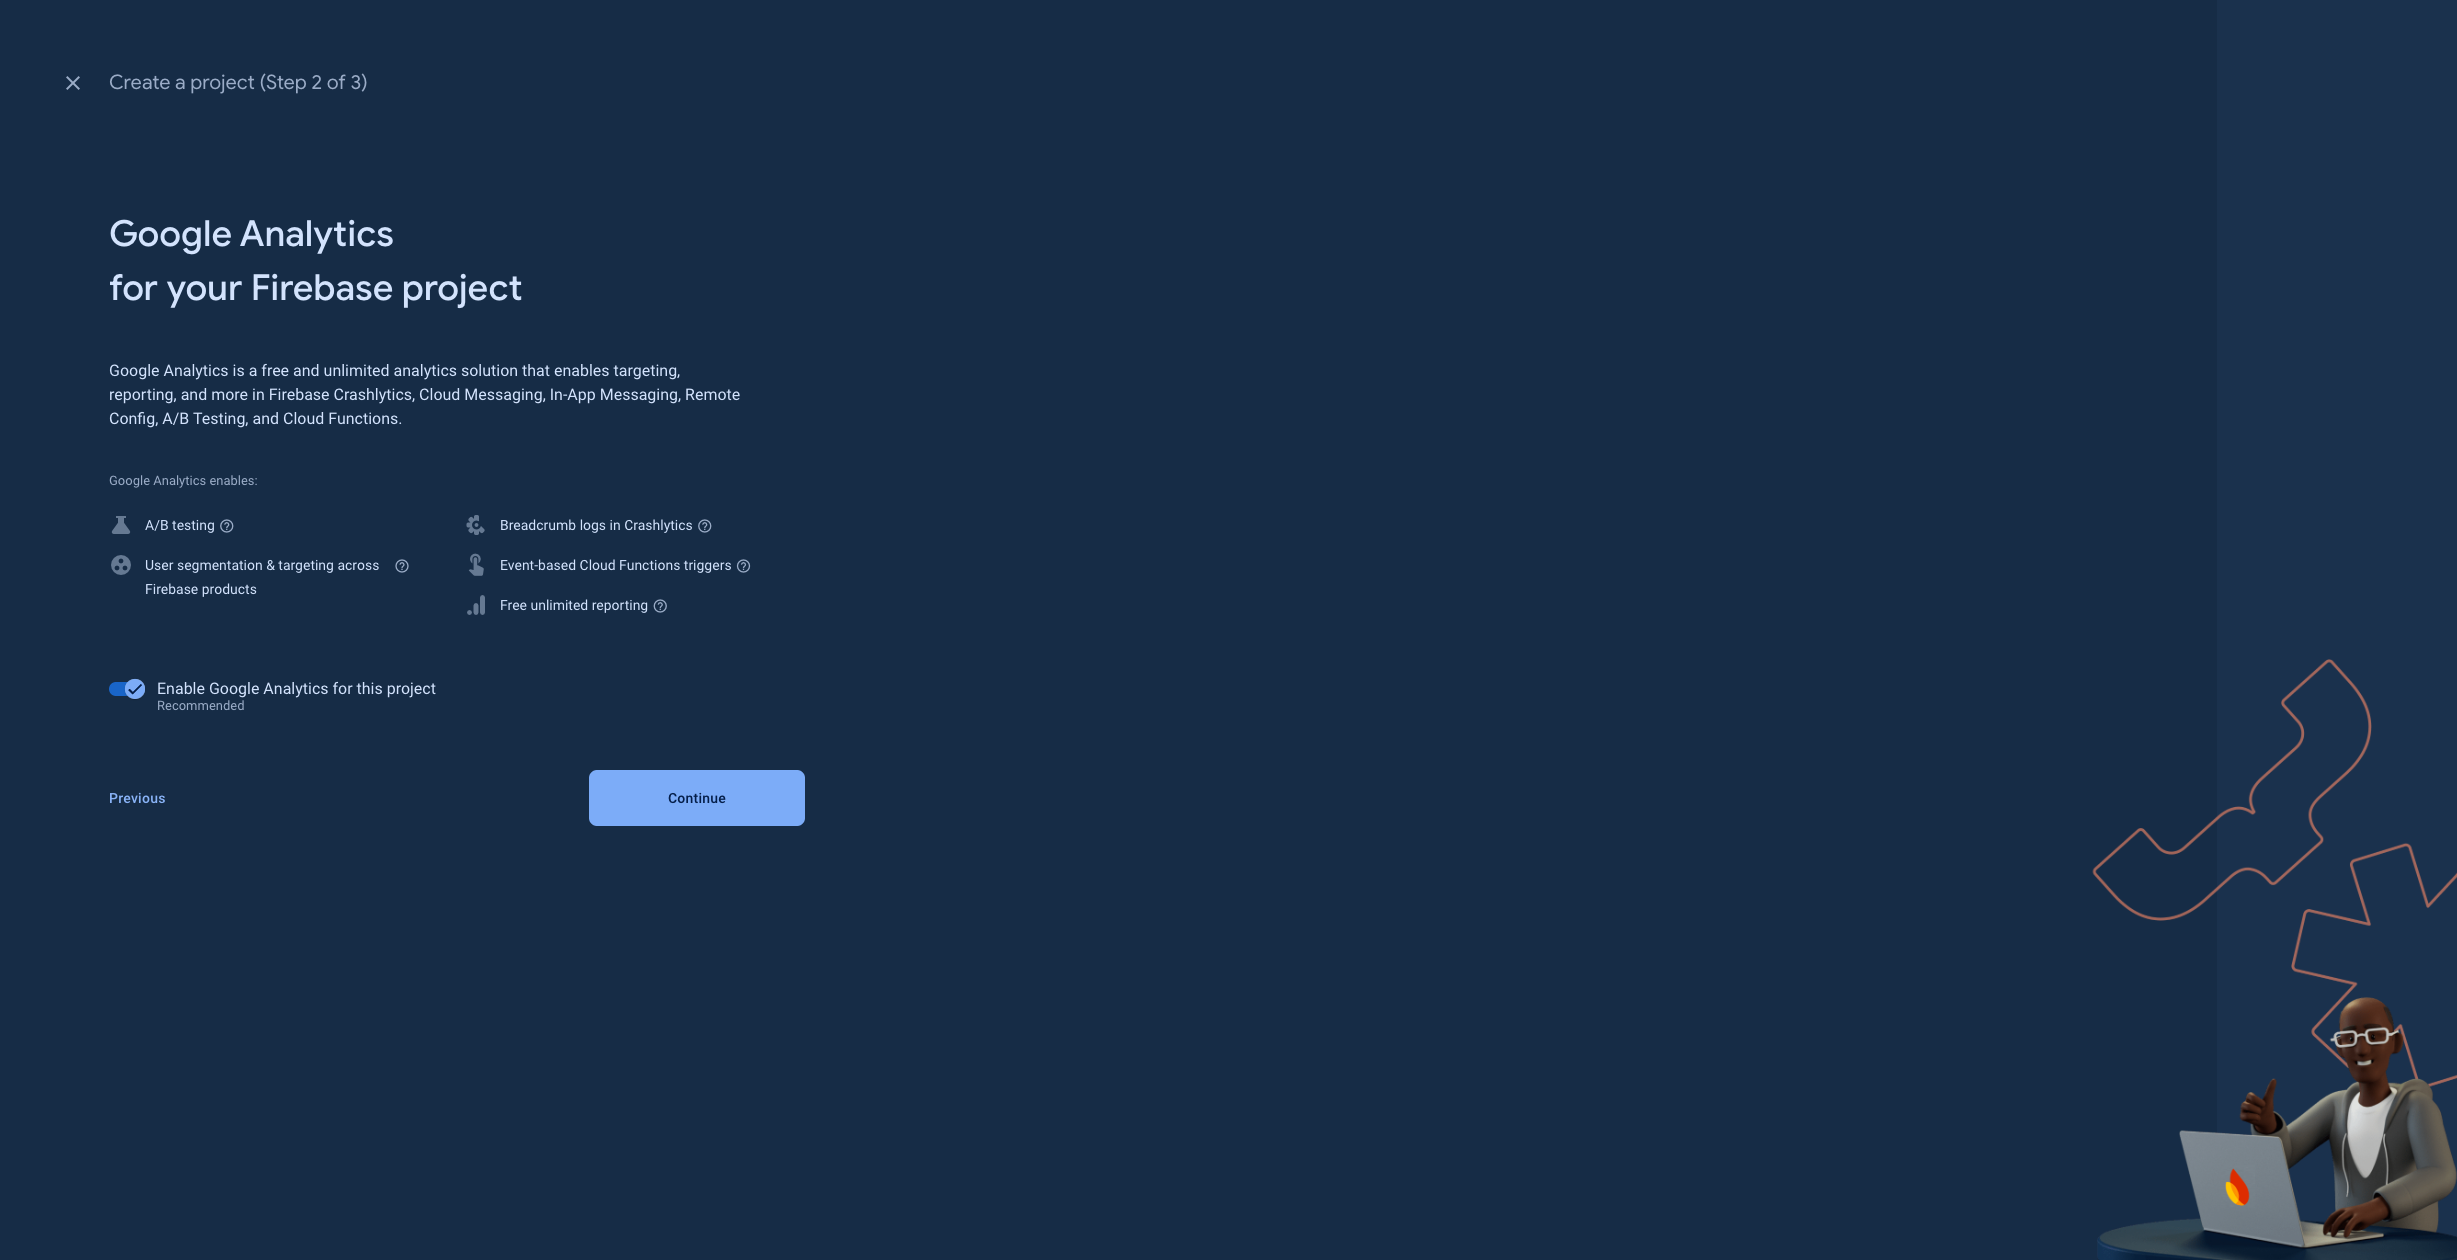 Create a project (Step 2 of 3)
Google Analytics
for your Firebase project
Google Analytics is a free and unlimited analytics solution that enables targeting,
reporting, and more in Firebase Crashlytics, Cloud Messaging, In-App Messaging, Remote
Config, A/B Testing, and Cloud Functions.
Google Analytics enables:
A/B testing
User segmentation & targeting across
Firebase products
Breadcrumb logs in Crashlytics
Event-based Cloud Functions triggers
Free unlimited reporting
Enable Google Analytics for this project
Recommended
Previous
Continue